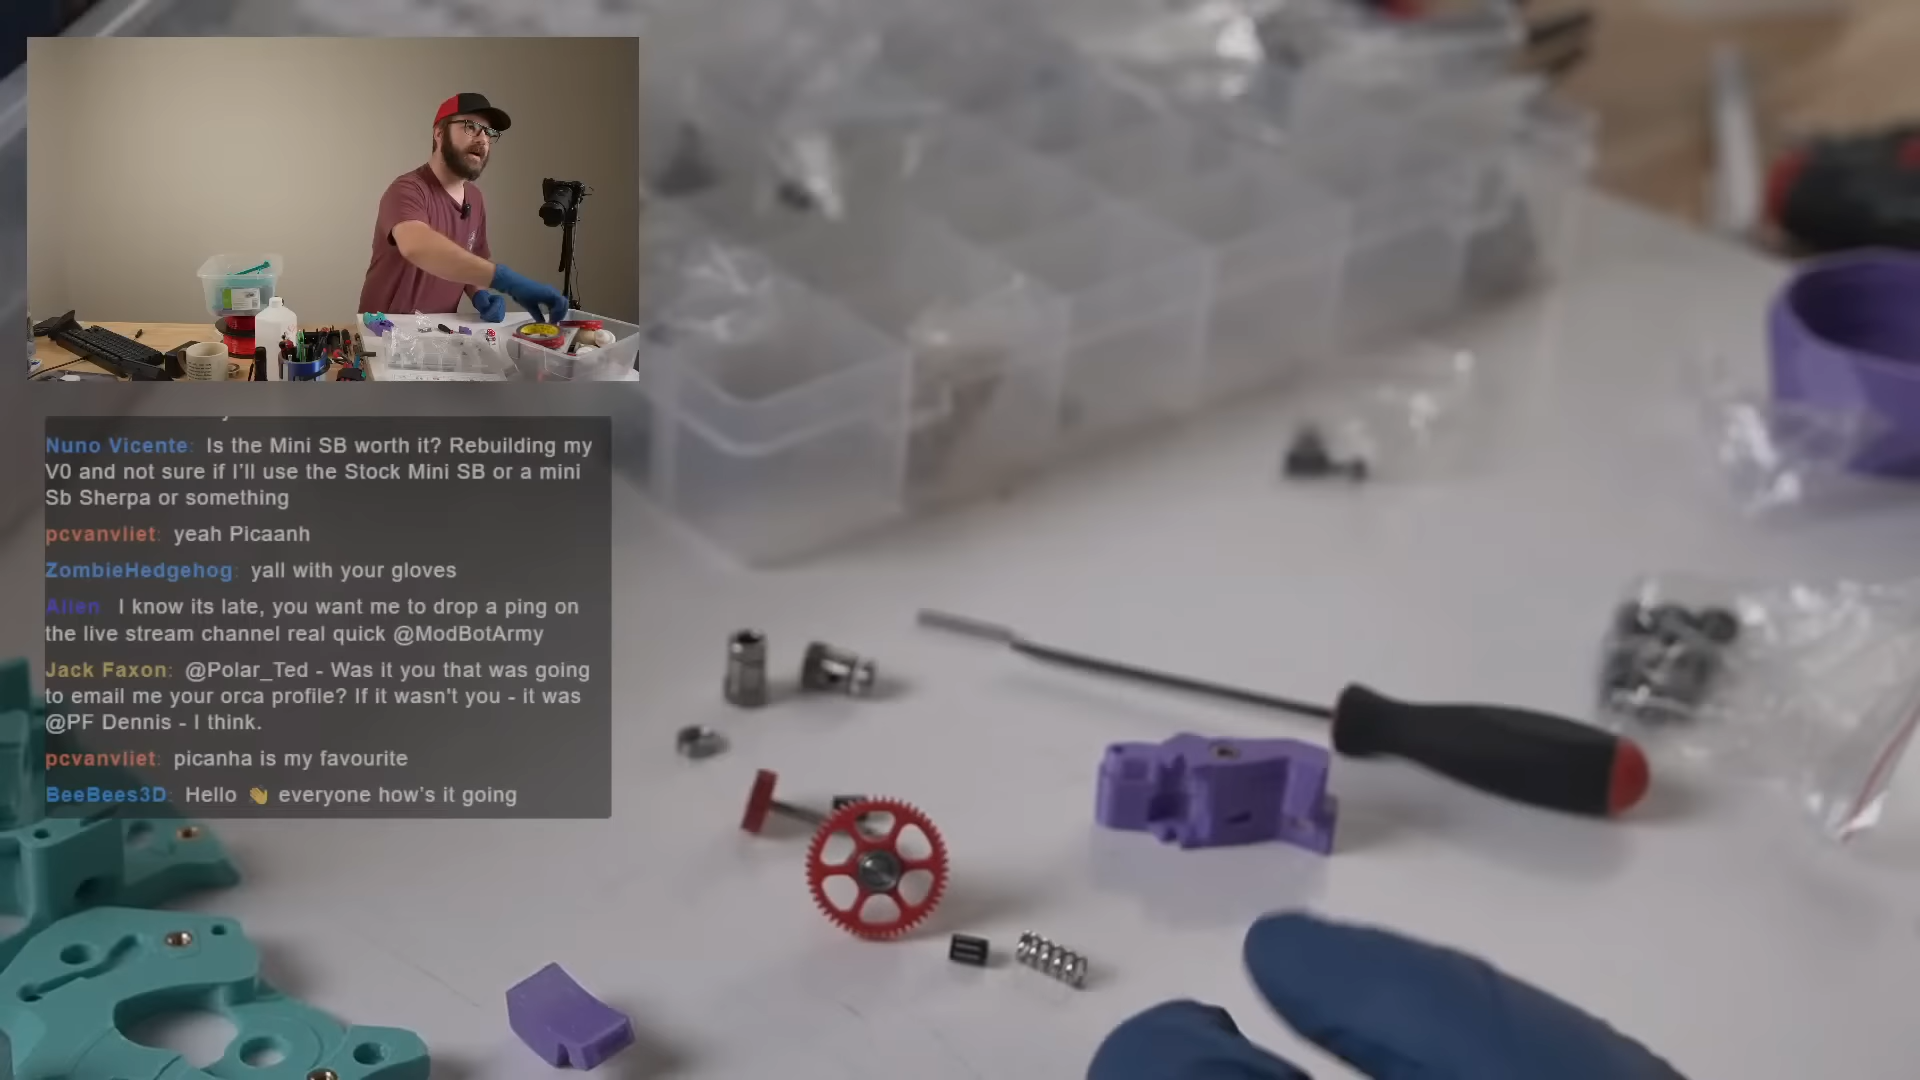 Nuno Vicente: Is the Mini SB worth it? Rebuilding my
V0 and not sure if I'll use the Stock Mini SB or a mini
Sb Sherpa or something
pcvanvliet: yeah Picaanh
ZombieHedgehog: yall with your gloves
Alien I know its late, you want me to drop a ping on
the live stream channel real quick @ModBotArmy
Jack Faxon: @Polar_Ted - Was it you that was going
to email me your orca profile? If it wasn't you - it was
@PF Dennis - I think.
pcvanvliet: picanha is my favourite
BeeBees3D: Hello 👋 everyone how's it going